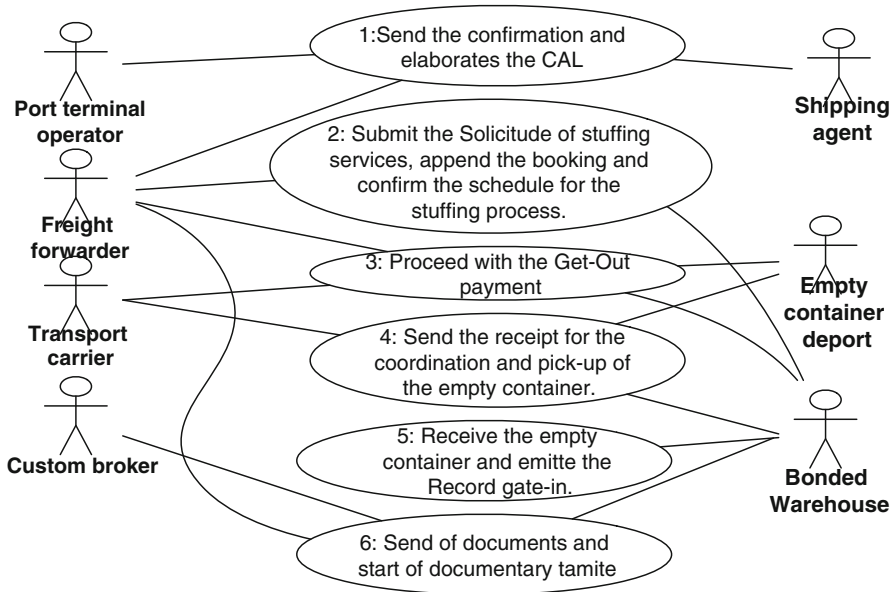 1:Send the confirmation and
elaborates the CAL
Port terminal
operator
Shipping
agent
2: Submit the Solicitude of stuffing
services, append the booking and
confirm the schedule for the
stuffing process.
Freight
forwarder
3: Proceed with the Get-Out
payment
Empty
container
deport
Transport
carrier
4: Send the receipt for the
coordination and pick-up of
the empty container.
Custom broker
5: Receive the empty
container and emitte the
Record gate-in.
Bonded
Warehouse
6: Send of documents and
start of documentary tamite